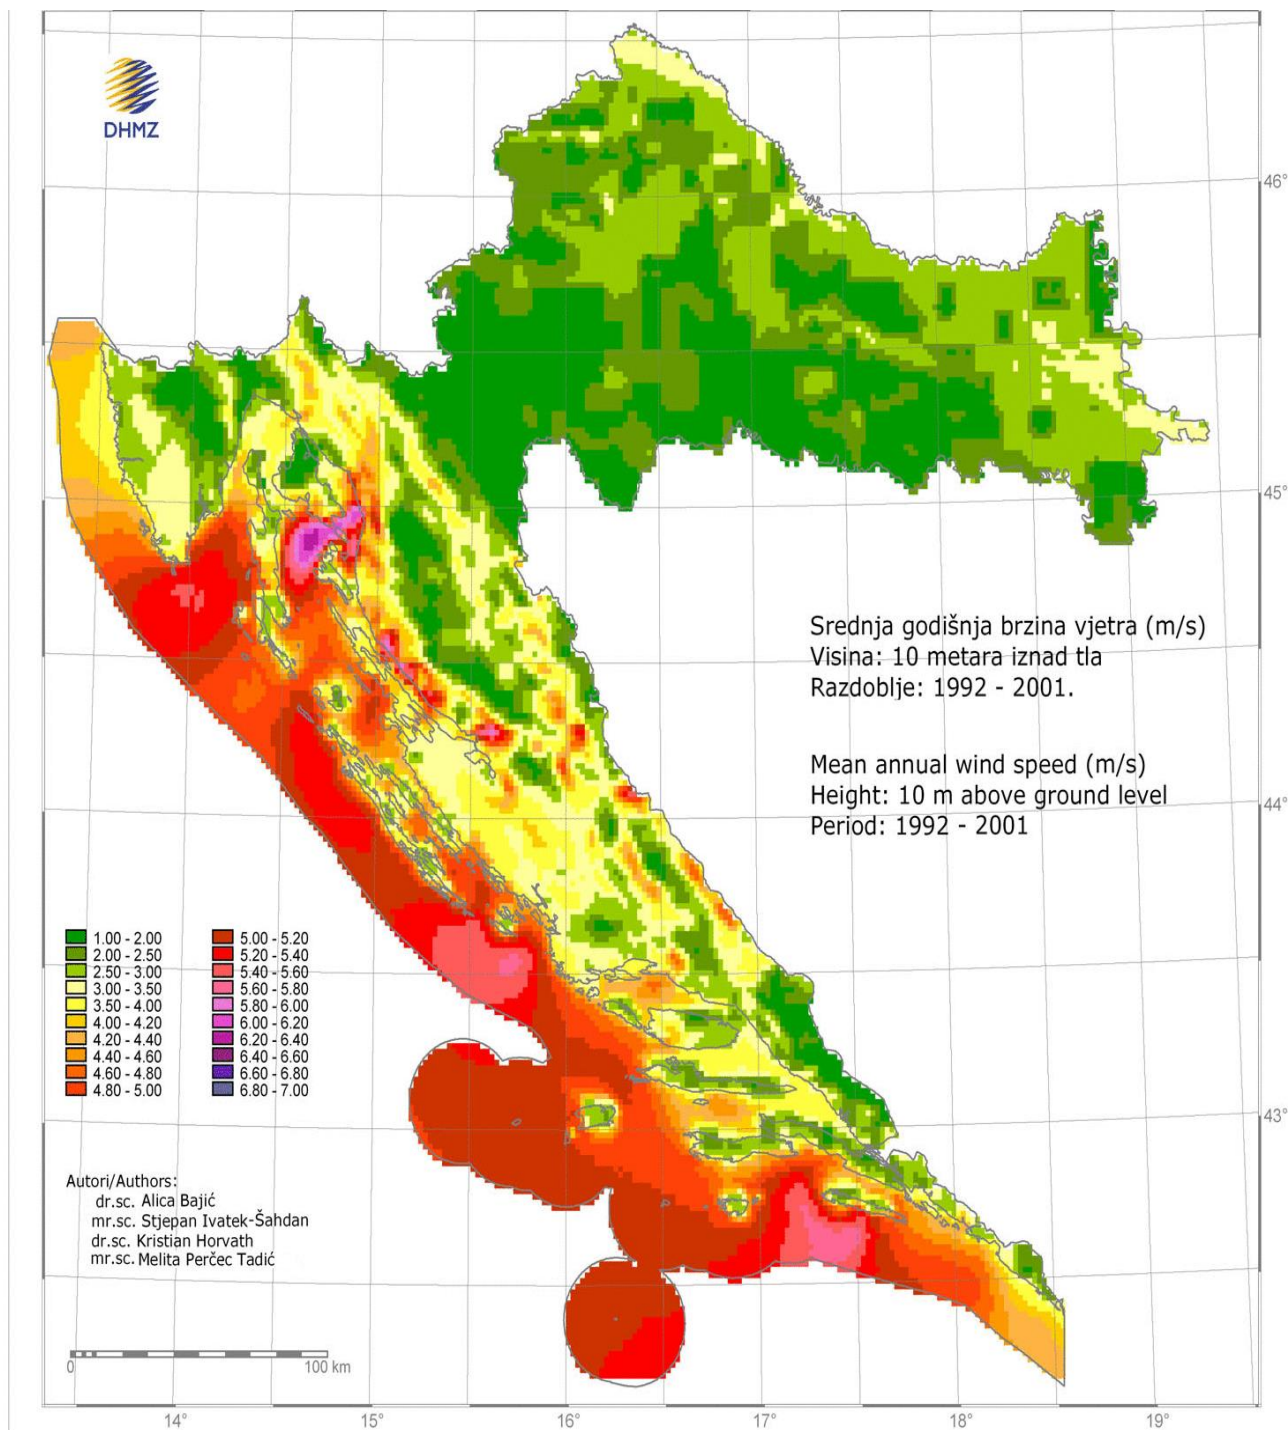 DHMZ
46°
45°
Srednja godišnja brzina vjetra (m/s)
Visina: 10 metara iznad tla
Razdoblje: 1992 - 2001.
Mean annual wind speed (m/s)
Height: 10 m above ground level
Period: 1992 - 2001
44°
1.00 - 2.00
2.00 - 2.50
2.50 - 3.00
3.00 - 3.50
3.50 - 4.00
4.00 - 4.20
4.20 - 4.40
4.40 - 4.60
4.60 - 4.80
4.80 - 5.00
5.00 - 5.20
5.20 - 5.40
5.40 - 5.60
5.60 - 5.80
5.80 - 6.00
6.00 - 6.20
6.20 - 6.40
6.40 - 6.60
6.60 - 6.80
6.80 - 7.00
43°
Autori/Authors:
dr.sc. Alica Bajić
mr.sc. Stjepan Ivatek-Šahdan
dr.sc. Kristian Horvath
mr.sc. Melita Perčec Tadić
0 100 km
14° 15° 16° 17° 18° 19°